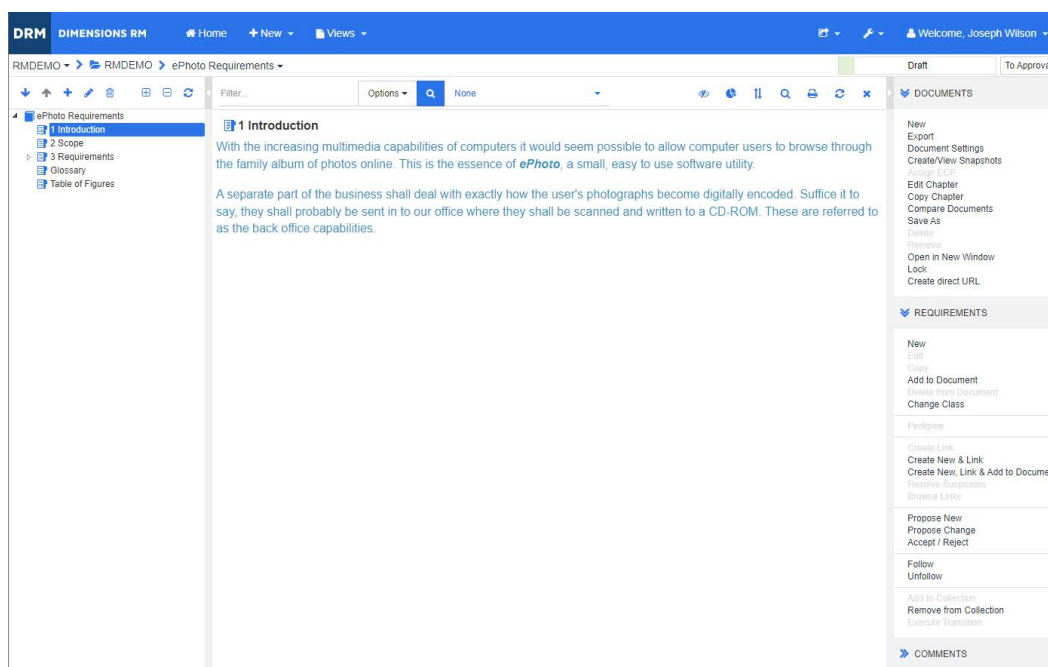 DRM DIMENSIONS RM Home New Views Welcome, Joseph Wilson
RMDEMO RMDEMO ePhoto Requirements Draft To Approva
Filter... Options None
ePhoto Requirements
1 Introduction
2 Scope
3 Requirements
Glossary
Table of Figures
1 Introduction
With the increasing multimedia capabilities of computers it would seem possible to allow computer users to browse through
the family album of photos online. This is the essence of ePhoto, a small, easy to use software utility.
A separate part of the business shall deal with exactly how the user's photographs become digitally encoded. Suffice it to
say, they shall probably be sent in to our office where they shall be scanned and written to a CD-ROM. These are referred to
as the back office capabilities.
DOCUMENTS
New
Export
Document Settings
Create/View Snapshots
Assign ECP
Edit Chapter
Copy Chapter
Compare Documents
Save As
Delete
Remove
Open in New Window
Lock
Create direct URL
REQUIREMENTS
New
Edit
Copy
Add to Document
Delete from Document
Change Class
Pedigree
Create Link
Create New & Link
Create New, Link & Add to Docume
Resolve Suspicions
Browse Links
Propose New
Propose Change
Accept / Reject
Follow
Unfollow
Add to Collection
Remove from Collection
Execute Transition
COMMENTS